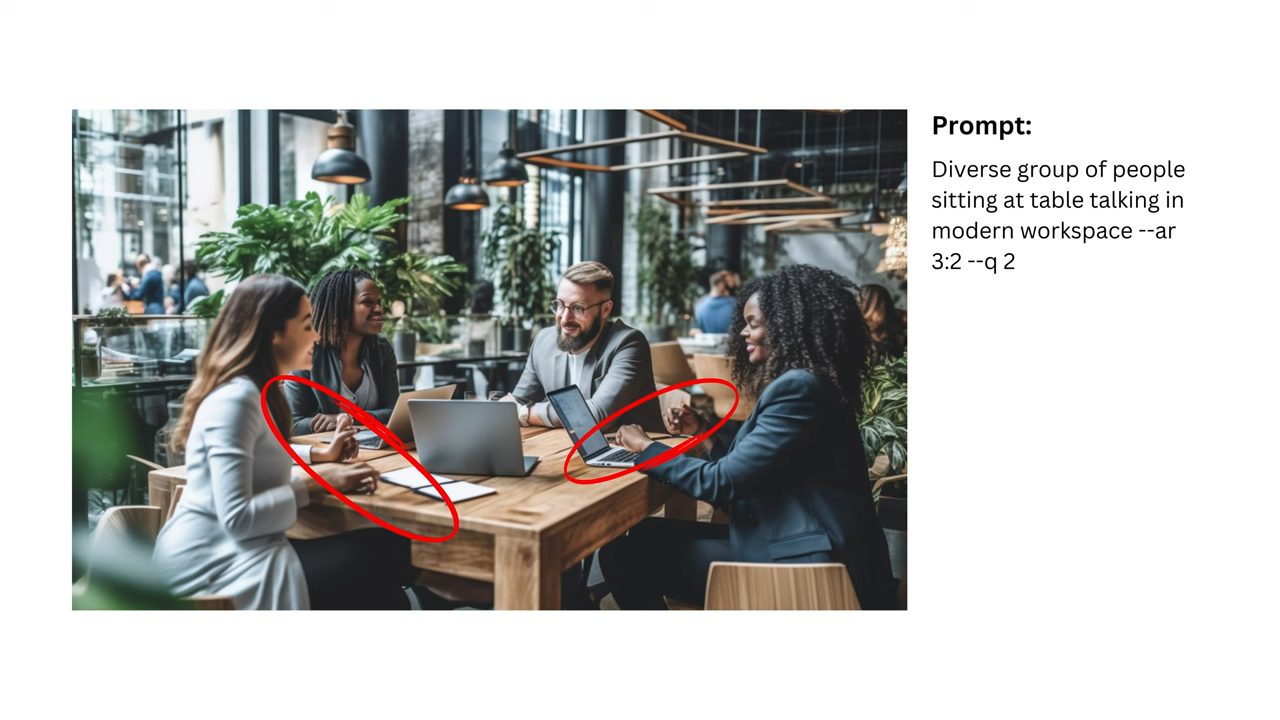 Prompt:
Diverse group of people
sitting at table talking in
modern workspace --ar
3:2 --q 2